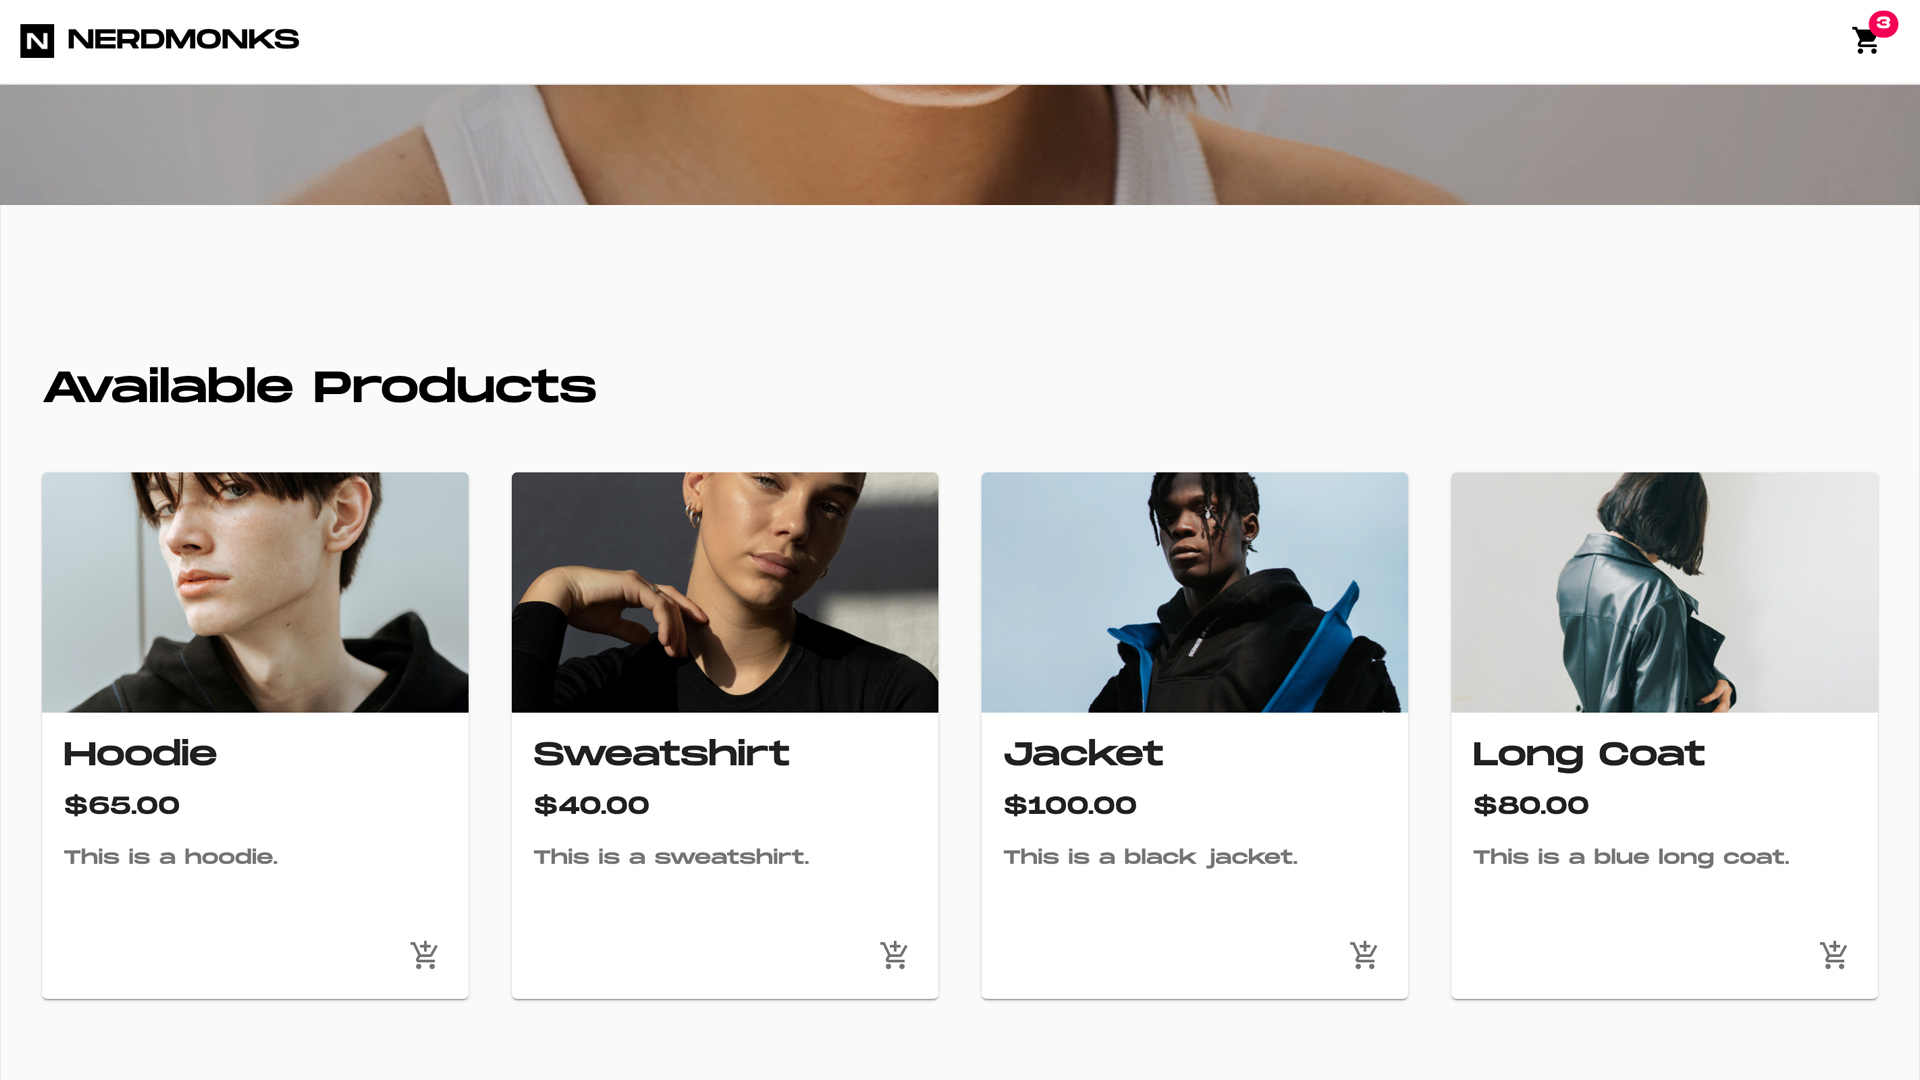 N NERDMONKS
3
Available Products
Hoodie
$65.00
This is a hoodie.
Sweatshirt
$40.00
This is a sweatshirt.
Jacket
$100.00
This is a black jacket.
Long Coat
$80.00
This is a blue long coat.